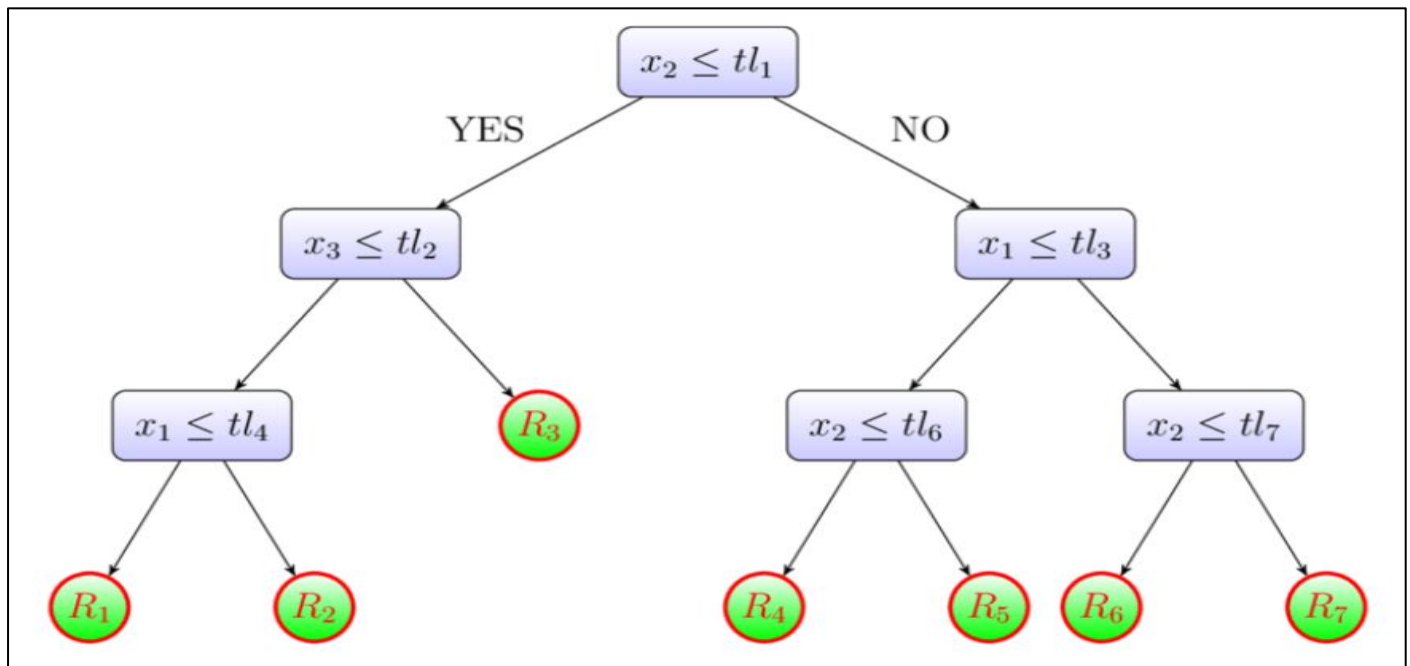 x₂ ≤ tl₁
YES NO
x₃ ≤ tl₂ x₁ ≤ tl₃
x₁ ≤ tl₄ R₃ x₂ ≤ tl₆ x₂ ≤ tl₇
R₁ R₂ R₄ R₅ R₆ R₇